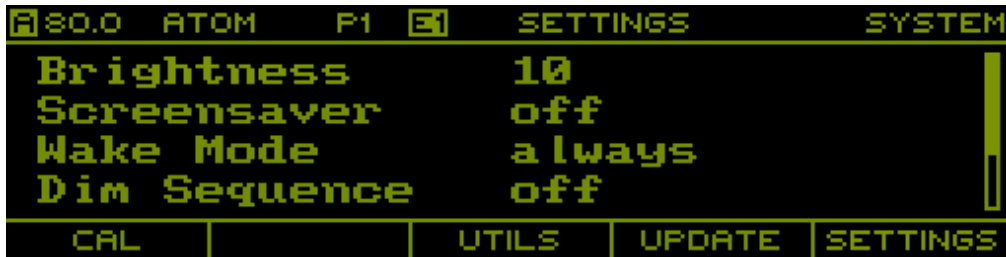 A 80.0 ATOM P1 E1 SETTINGS SYSTEM
Brightness 10
Screensaver off
Wake Mode always
Dim Sequence off
CAL UTILS UPDATE SETTINGS